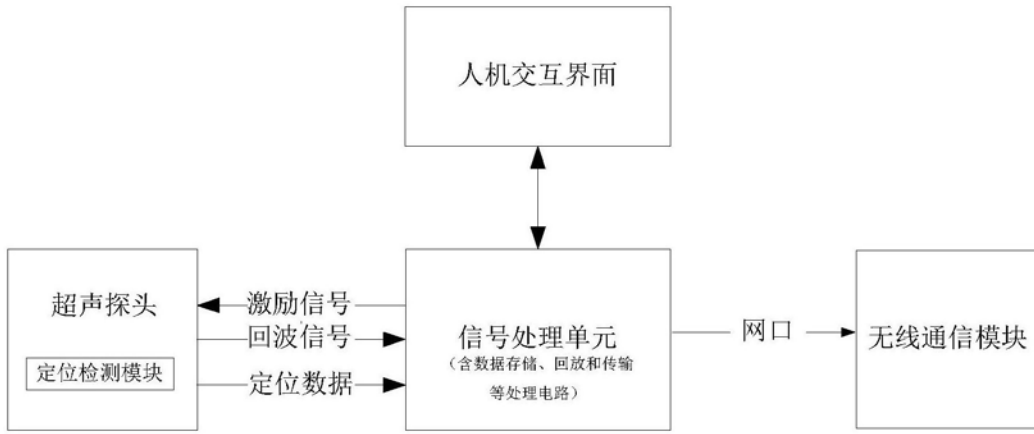 人机交互界面
超声探头
定位检测模块
激励信号
回波信号
定位数据
信号处理单元
（含数据存储、回放和传输
等处理电路）
网口
无线通信模块